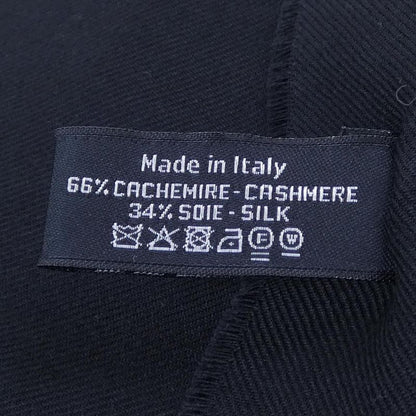 Made in Italy
66% CACHEMIRE - CASHMERE
34% SOIE - SILK
F W